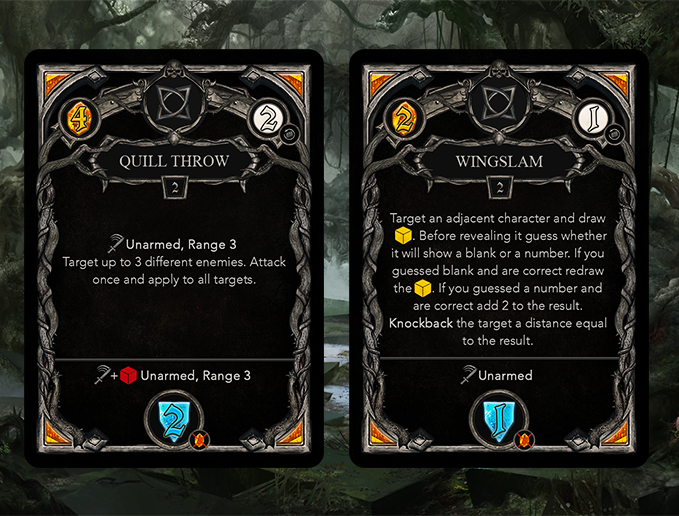 4 2
QUILL THROW
2
Unarmed, Range 3
Target up to 3 different enemies. Attack
once and apply to all targets.
+ Unarmed, Range 3
2
2 1
WINGSLAM
2
Target an adjacent character and draw
. Before revealing it guess whether
it will show a blank or a number. If you
guessed blank and are correct redraw
the . If you guessed a number and
are correct add 2 to the result.
Knockback the target a distance equal
to the result.
Unarmed
1